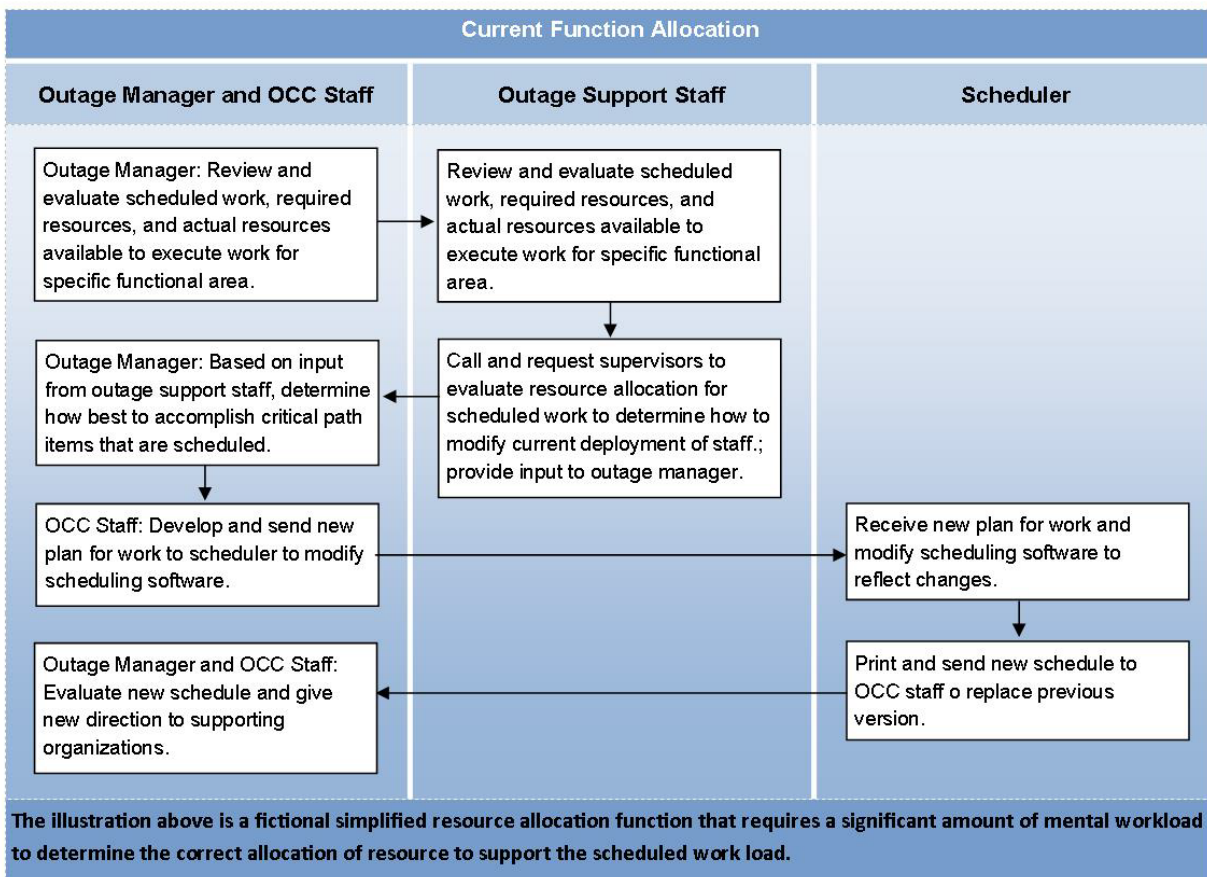 Current Function Allocation
Outage Manager and OCC Staff
Outage Support Staff
Scheduler
Outage Manager: Review and
evaluate scheduled work, required
resources, and actual resources
available to execute work for
specific functional area.
Review and evaluate scheduled
work, required resources, and
actual resources available to
execute work for specific functional
area.
Call and request supervisors to
evaluate resource allocation for
scheduled work to determine how to
modify current deployment of staff.;
provide input to outage manager.
Outage Manager: Based on input
from outage support staff, determine
how best to accomplish critical path
items that are scheduled.
OCC Staff: Develop and send new
plan for work to scheduler to modify
scheduling software.
Receive new plan for work and
modify scheduling software to
reflect changes.
Print and send new schedule to
OCC staff o replace previous
version.
Outage Manager and OCC Staff:
Evaluate new schedule and give
new direction to supporting
organizations.
The illustration above is a fictional simplified resource allocation function that requires a significant amount of mental workload
to determine the correct allocation of resource to support the scheduled work load.